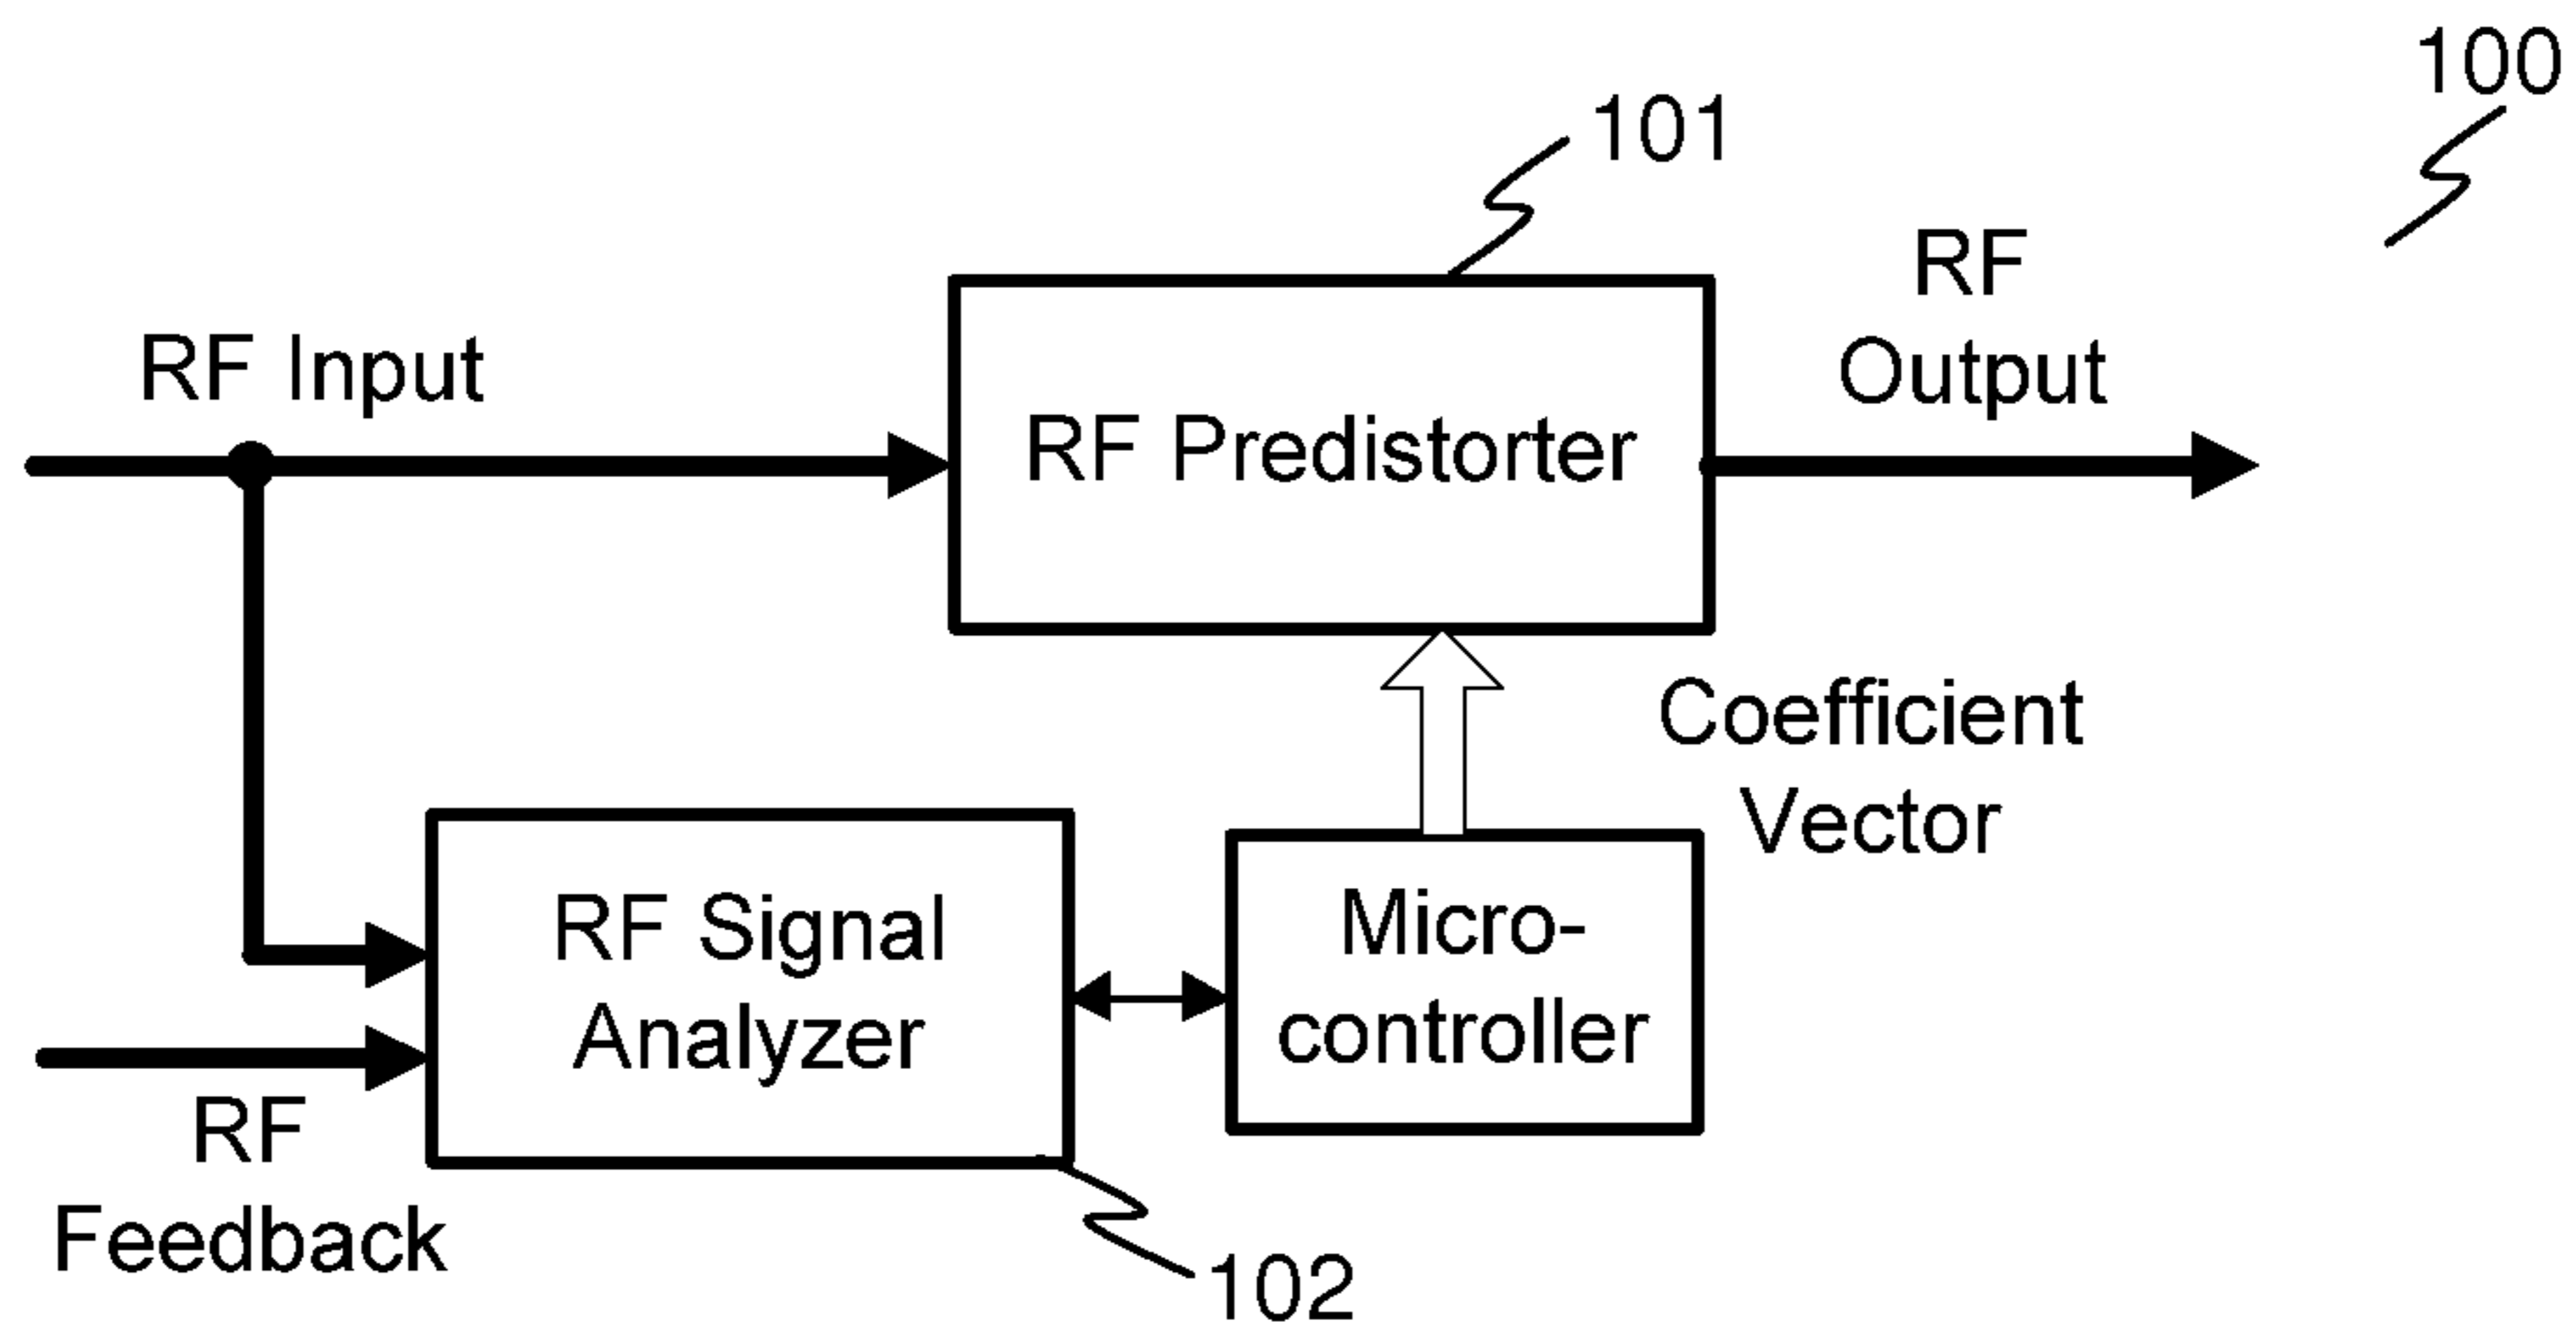 100
101
RF
Output
RF Input
RF Predistorter
Coefficient
Vector
RF Signal
Analyzer
Micro-
controller
RF
Feedback
102